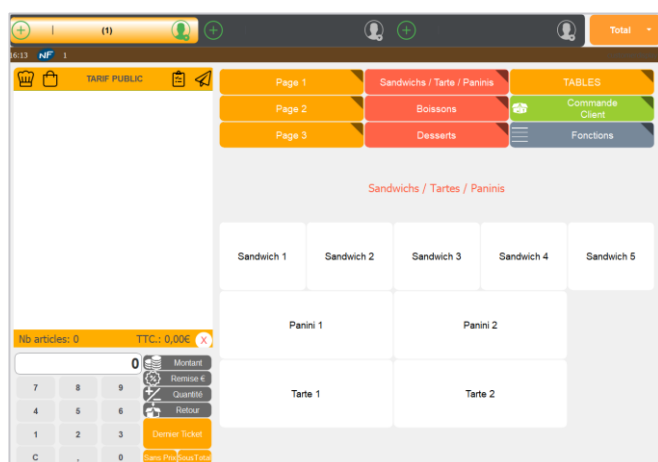 (1)
Total
16:13 NF 1
TARIF PUBLIC
Page 1
Sandwichs / Tarte / Paninis
TABLES
Page 2
Boissons
Commande
Client
Page 3
Desserts
Fonctions
Sandwichs / Tartes / Paninis
Sandwich 1
Sandwich 2
Sandwich 3
Sandwich 4
Sandwich 5
Panini 1
Panini 2
Tarte 1
Tarte 2
Nb articles: 0 TTC.: 0,00€ X
0
Montant
Remise €
Quantité
Retour
7 8 9
4 5 6
1 2 3
Dernier Ticket
C , 0
Sans Prix
SousTotal